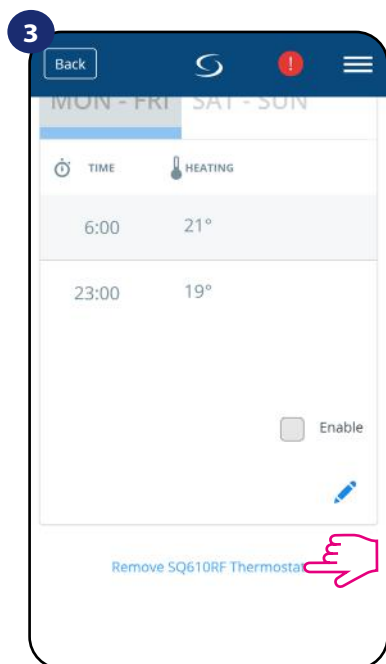 3
Back
!
MON - FRI SAT - SUN
TIME HEATING
6:00 21°
23:00 19°
Enable
Remove SQ610RF Thermostat